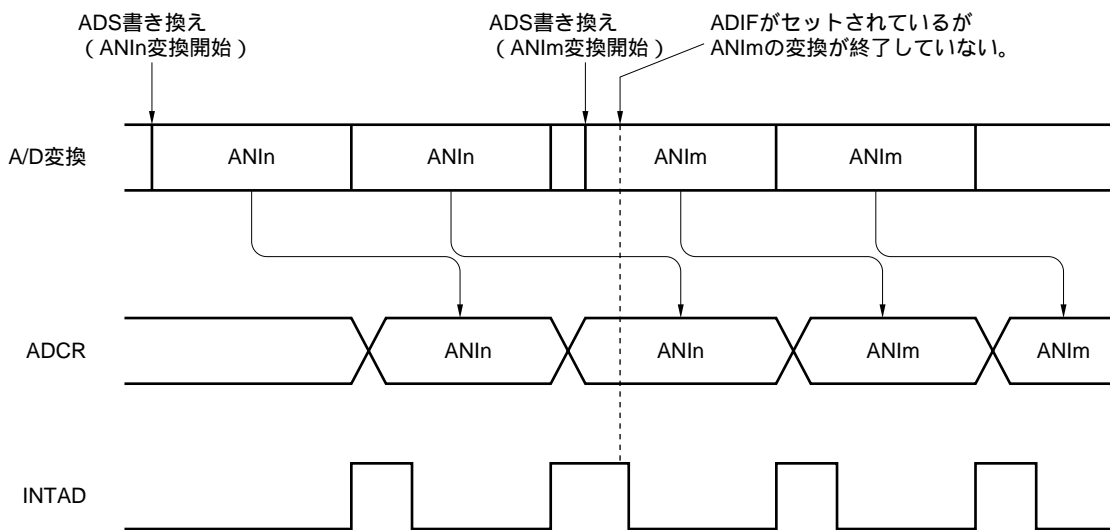 ADS書き換え
（ANIn変換開始）
ADS書き換え
（ANIm変換開始）
ADIFがセットされているが
ANImの変換が終了していない。
A/D変換
ANIn
ANIn
ANIm
ANIm
ADCR
ANIn
ANIn
ANIm
ANIm
INTAD